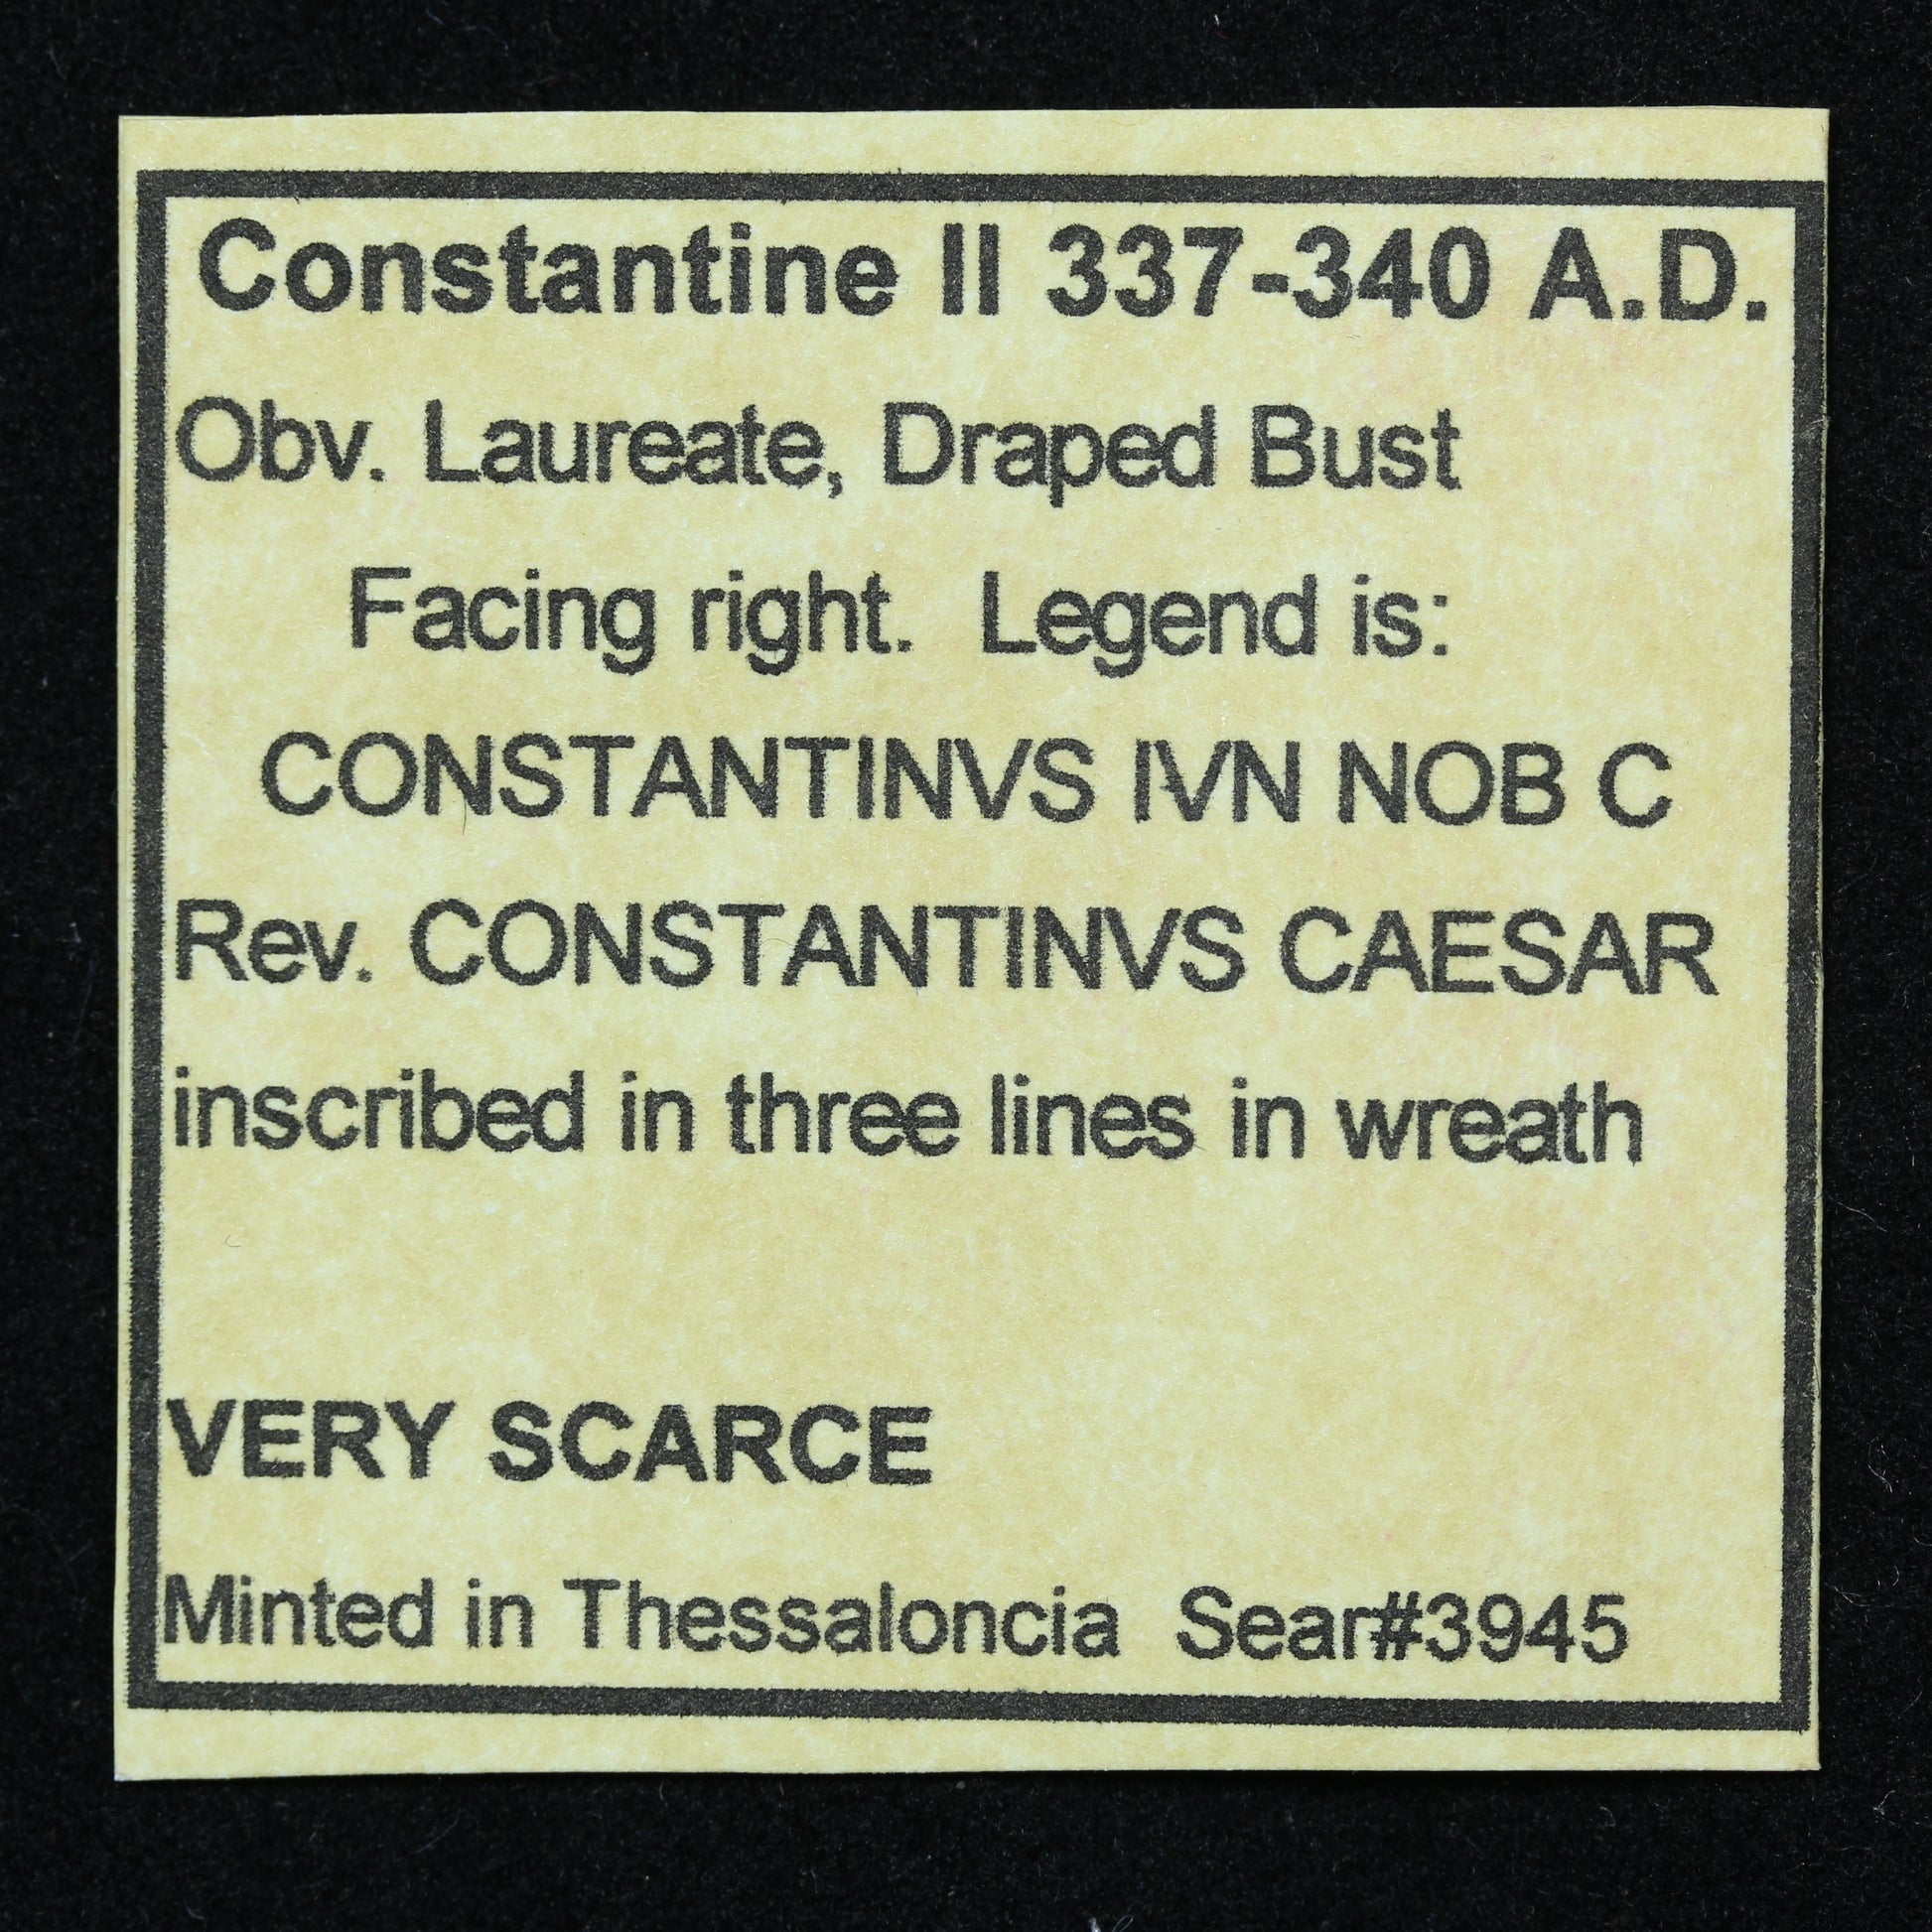 Constantine II 337-340 A.D.
Obv. Laureate, Draped Bust
Facing right. Legend is:
CONSTANTINVS IVN NOB C
Rev. CONSTANTINVS CAESAR
inscribed in three lines in wreath
VERY SCARCE
Minted in Thessaloncia Sear#3945